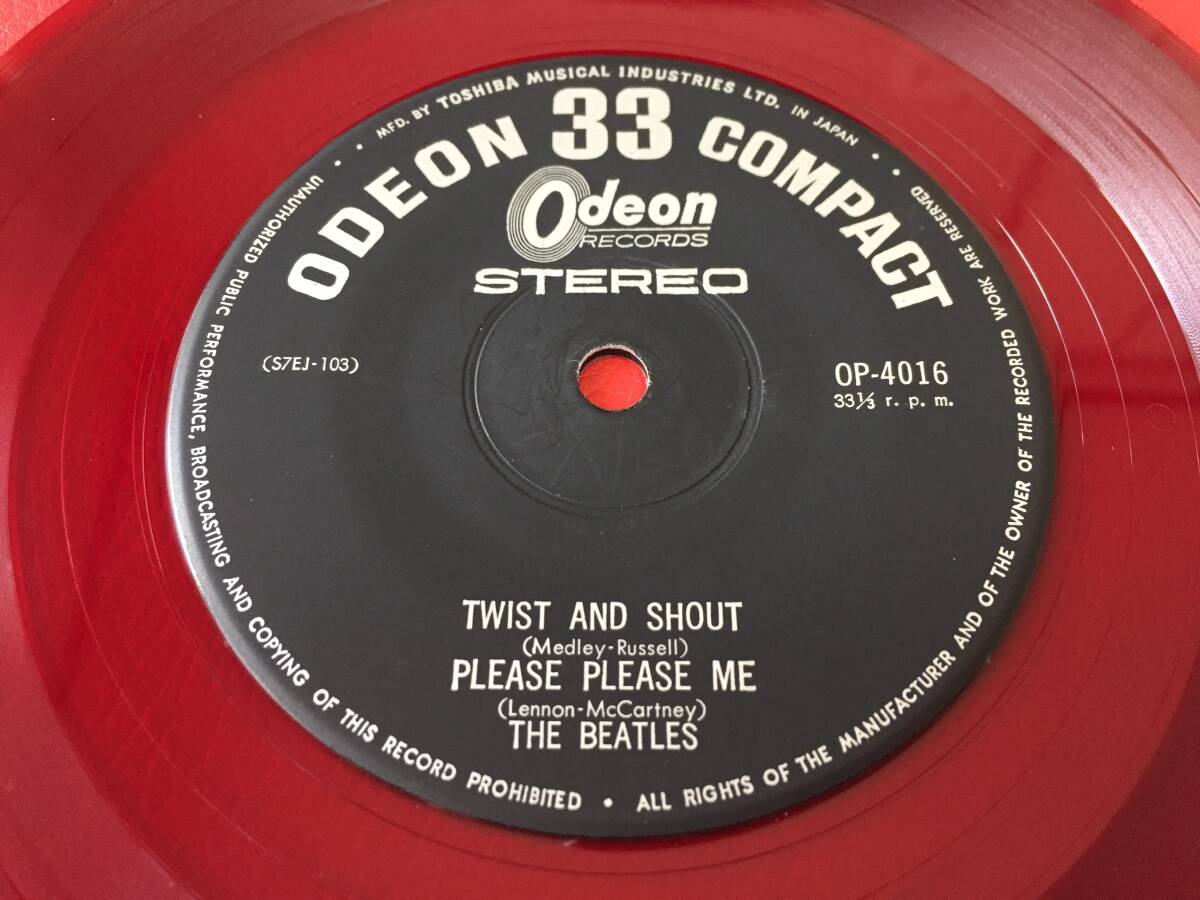 MFD. BY TOSHIBA MUSICAL INDUSTRIES LTD. IN JAPAN
ODEON 33 COMPACT
Odeon
RECORDS
STEREO
(S7EJ-103)
OP-4016
33⅓ r. p. m.
TWIST AND SHOUT
(Medley-Russell)
PLEASE PLEASE ME
(Lennon-McCartney)
THE BEATLES
UNAUTHORIZED PUBLIC PERFORMANCE, BROADCASTING AND COPYING OF THIS RECORD PROHIBITED • ALL RIGHTS OF THE MANUFACTURER AND OF THE OWNER OF THE RECORDED WORK ARE RESERVED